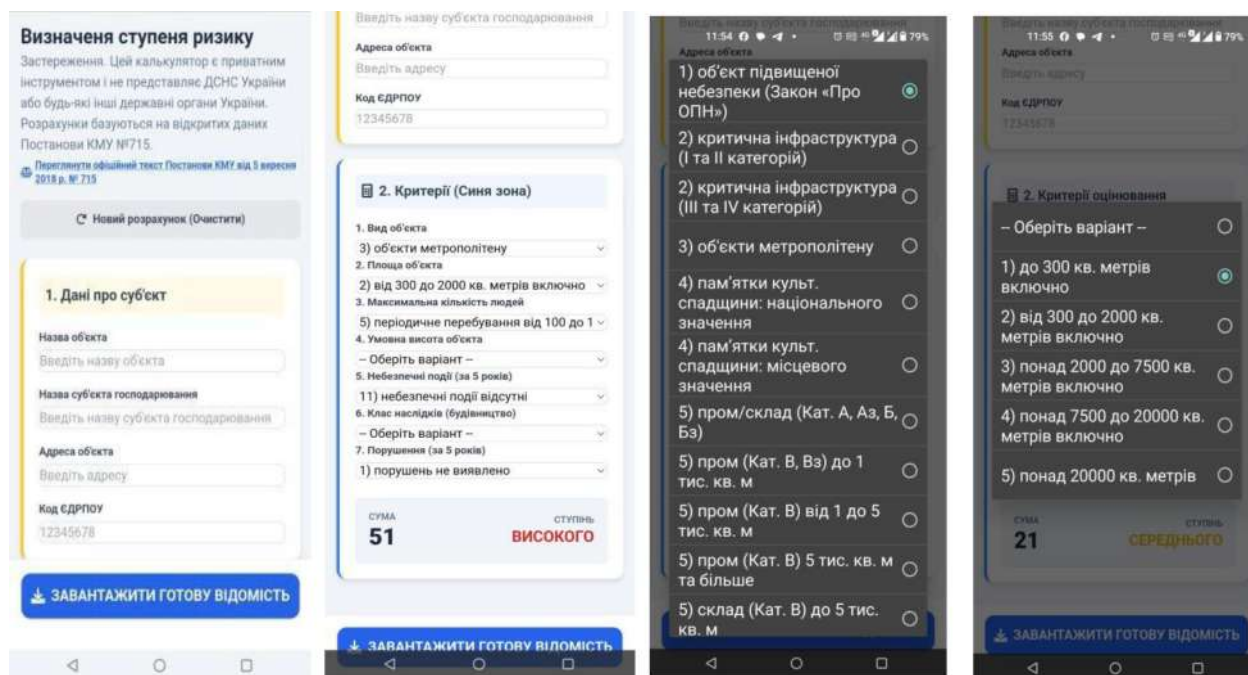 Визначеня ступеня ризику
Застереження. Цей калькулятор є приватним
інструментом і не представляє ДСНС України
або будь-які інші державні органи України.
Розрахунки базуються на відкритих даних
Постанови КМУ №715.
Переглянути офіційний текст Постанови КМУ від 5 вересня
2018 р. № 715
Новий розрахунок (Очистити)
1. Дані про суб'єкт
Назва об'єкта
Введіть назву об'єкта
Назва суб'єкта господарювання
Введіть назву суб'єкта господарювання
Адреса об'єкта
Введіть адресу
Код ЄДРПОУ
12345678
ЗАВАНТАЖИТИ ГОТОВУ ВІДОМІСТЬ
Введіть назву суб'єкта господарювання
Адреса об'єкта
Введіть адресу
Код ЄДРПОУ
12345678
2. Критерії (Синя зона)
1. Вид об'єкта
3) об'єкти метрополітену
2. Площа об'єкта
2) від 300 до 2000 кв. метрів включно
3. Максимальна кількість людей
5) періодичне перебування від 100 до 1
4. Умовна висота об'єкта
-- Оберіть варіант --
5. Небезпечні події (за 5 років)
11) небезпечні події відсутні
6. Клас наслідків (будівництво)
-- Оберіть варіант --
7. Порушення (за 5 років)
1) порушень не виявлено
СУМА
СТУПІНЬ
51
ВИСОКОГО
ЗАВАНТАЖИТИ ГОТОВУ ВІДОМІСТЬ
Введіть назву суб'єкта господарювання
11:54
79%
Адреса об'єкта
1) об'єкт підвищеної
небезпеки (Закон «Про
ОПН»)
2) критична інфраструктура
(I та II категорій)
2) критична інфраструктура
(III та IV категорій)
3) об'єкти метрополітену
4) пам'ятки культ.
спадщини: національного
значення
4) пам'ятки культ.
спадщини: місцевого
значення
5) пром/склад (Кат. А, Аз, Б,
Бз)
5) пром (Кат. В, Вз) до 1
тис. кв. м
5) пром (Кат. В) від 1 до 5
тис. кв. м
5) пром (Кат. В) 5 тис. кв. м
та більше
5) склад (Кат. В) до 5 тис.
кв. м
Введіть назву суб'єкта господарювання
11:55
79%
Адреса об'єкта
Введіть адресу
Код ЄДРПОУ
12345678
2. Критерії оцінювання
-- Оберіть варіант --
1) до 300 кв. метрів
включно
2) від 300 до 2000 кв.
метрів включно
3) понад 2000 до 7500 кв.
метрів включно
4) понад 7500 до 20000 кв.
метрів включно
5) понад 20000 кв. метрів
СУМА
СТУПІНЬ
21
СЕРЕДНЬОГО
ЗАВАНТАЖИТИ ГОТОВУ ВІДОМІСТЬ